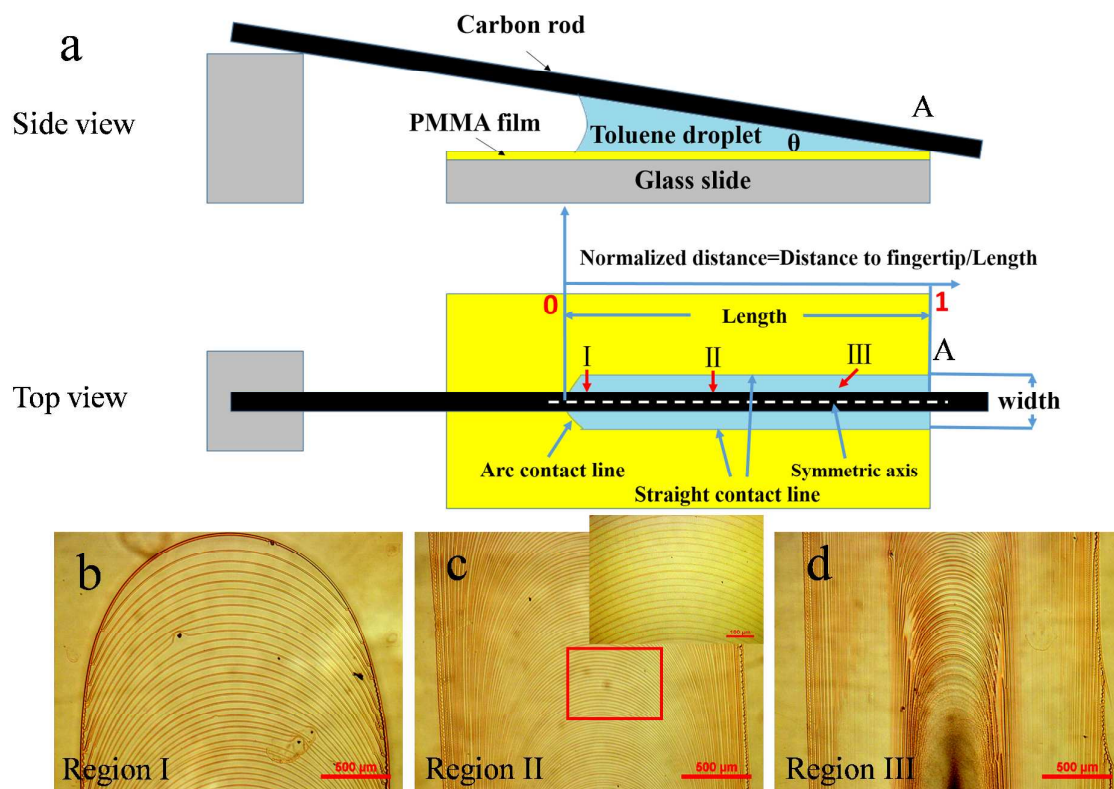 a
Carbon rod
A
Side view
PMMA film
Toluene droplet
θ
Glass slide
Normalized distance=Distance to fingertip/Length
0
1
Length
A
I
II
III
Top view
width
Arc contact line
Symmetric axis
Straight contact line
b
Region I
500 μm
c
100 μm
Region II
500 μm
d
Region III
500 μm